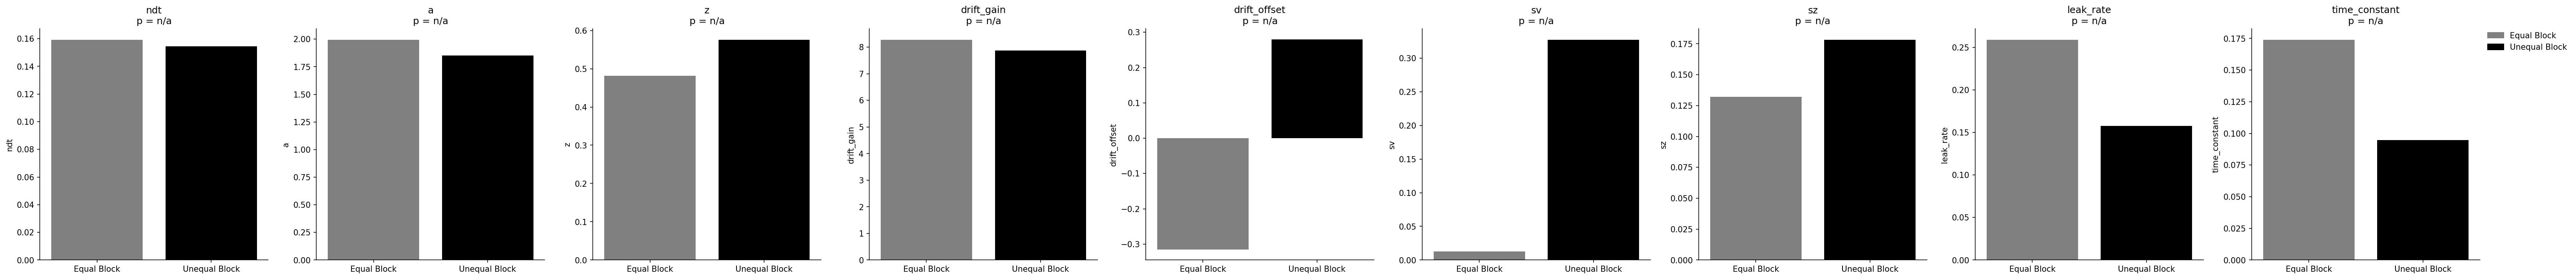 ndt
p = n/a
ndt
0.16
0.14
0.12
0.10
0.08
0.06
0.04
0.02
0.00
Equal Block Unequal Block
a
p = n/a
a
2.00
1.75
1.50
1.25
1.00
0.75
0.50
0.25
0.00
Equal Block Unequal Block
z
p = n/a
z
0.6
0.5
0.4
0.3
0.2
0.1
0.0
Equal Block Unequal Block
drift_gain
p = n/a
drift_gain
8
7
6
5
4
3
2
1
0
Equal Block Unequal Block
drift_offset
p = n/a
drift_offset
0.3
0.2
0.1
0.0
−0.1
−0.2
−0.3
Equal Block Unequal Block
sv
p = n/a
sv
0.30
0.25
0.20
0.15
0.10
0.05
0.00
Equal Block Unequal Block
sz
p = n/a
sz
0.175
0.150
0.125
0.100
0.075
0.050
0.025
0.000
Equal Block Unequal Block
leak_rate
p = n/a
leak_rate
0.25
0.20
0.15
0.10
0.05
0.00
Equal Block Unequal Block
time_constant
p = n/a
time_constant
0.175
0.150
0.125
0.100
0.075
0.050
0.025
0.000
Equal Block Unequal Block
Equal Block
Unequal Block